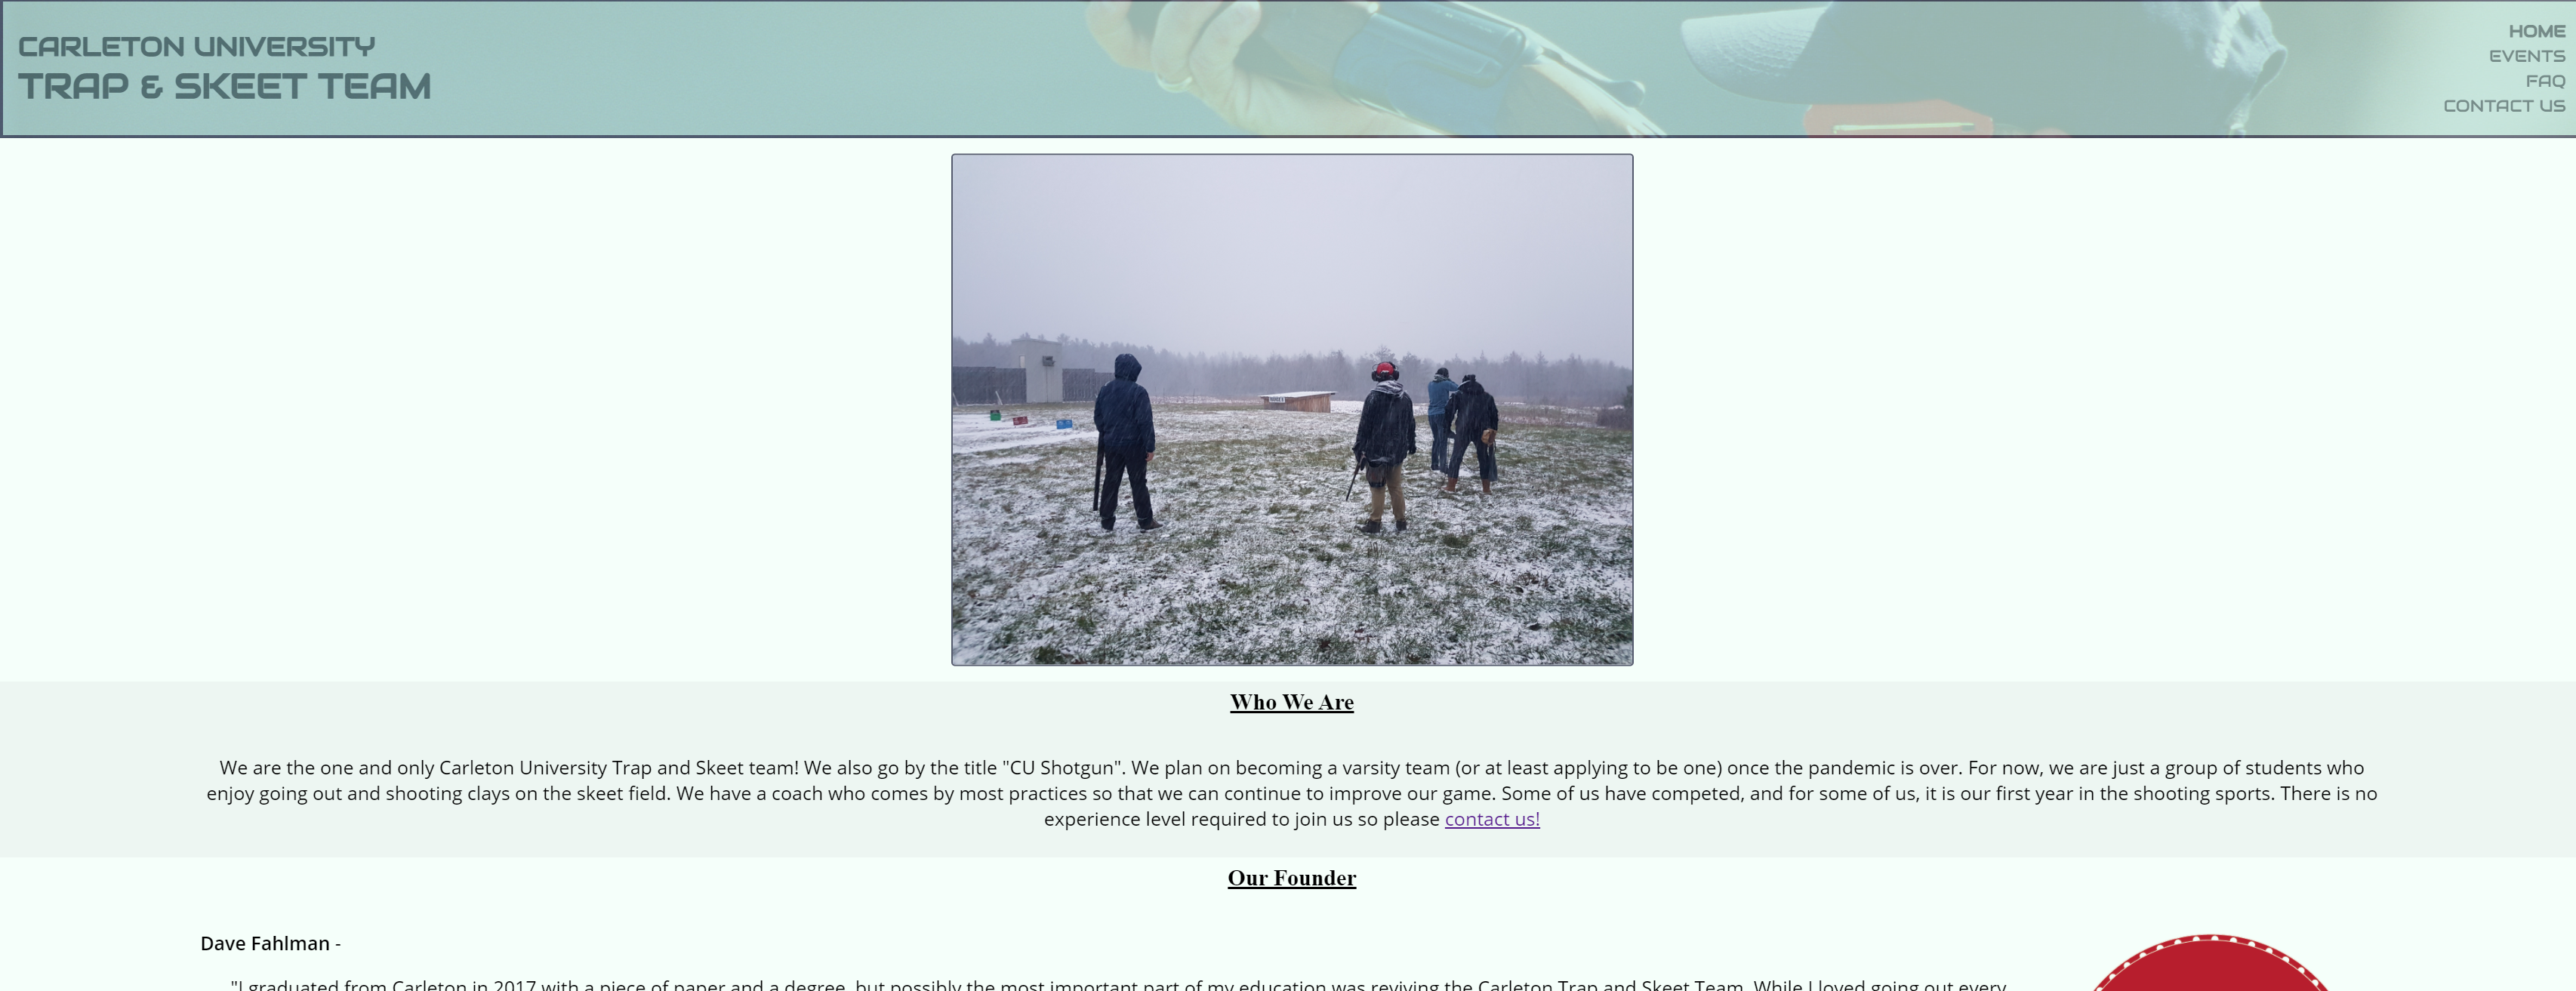 CARLETON UNIVERSITY
TRAP & SKEET TEAM
HOME
EVENTS
FAQ
CONTACT US
Who We Are
We are the one and only Carleton University Trap and Skeet team! We also go by the title "CU Shotgun". We plan on becoming a varsity team (or at least applying to be one) once the pandemic is over. For now, we are just a group of students who
enjoy going out and shooting clays on the skeet field. We have a coach who comes by most practices so that we can continue to improve our game. Some of us have competed, and for some of us, it is our first year in the shooting sports. There is no
experience level required to join us so please contact us!
Our Founder
Dave Fahlman -
"I graduated from Carleton in 2017 with a piece of paper and a degree, but possibly the most important part of my education was reviving the Carleton Trap and Skeet Team. While I loved going out every